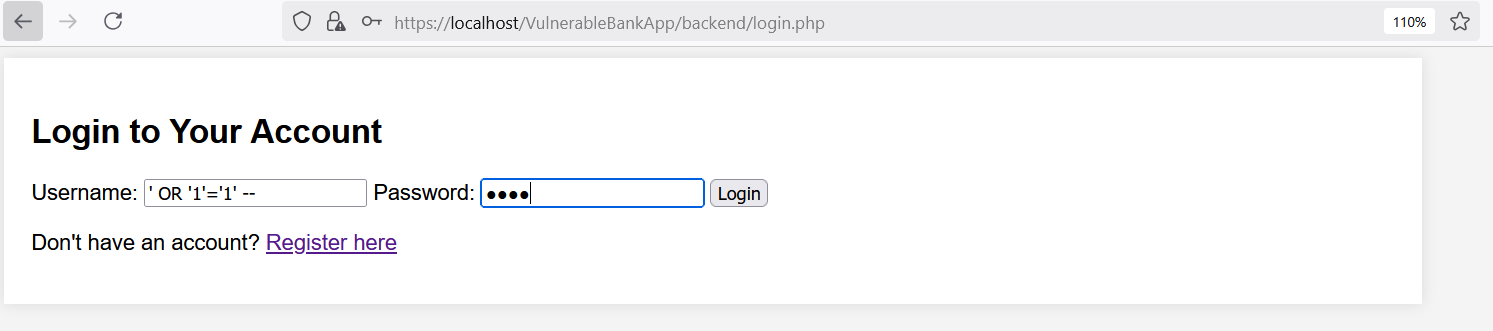 https://localhost/VulnerableBankApp/backend/login.php 110%
Login to Your Account
Username: ' OR '1'='1' -- Password: ●●●● Login
Don't have an account? Register here